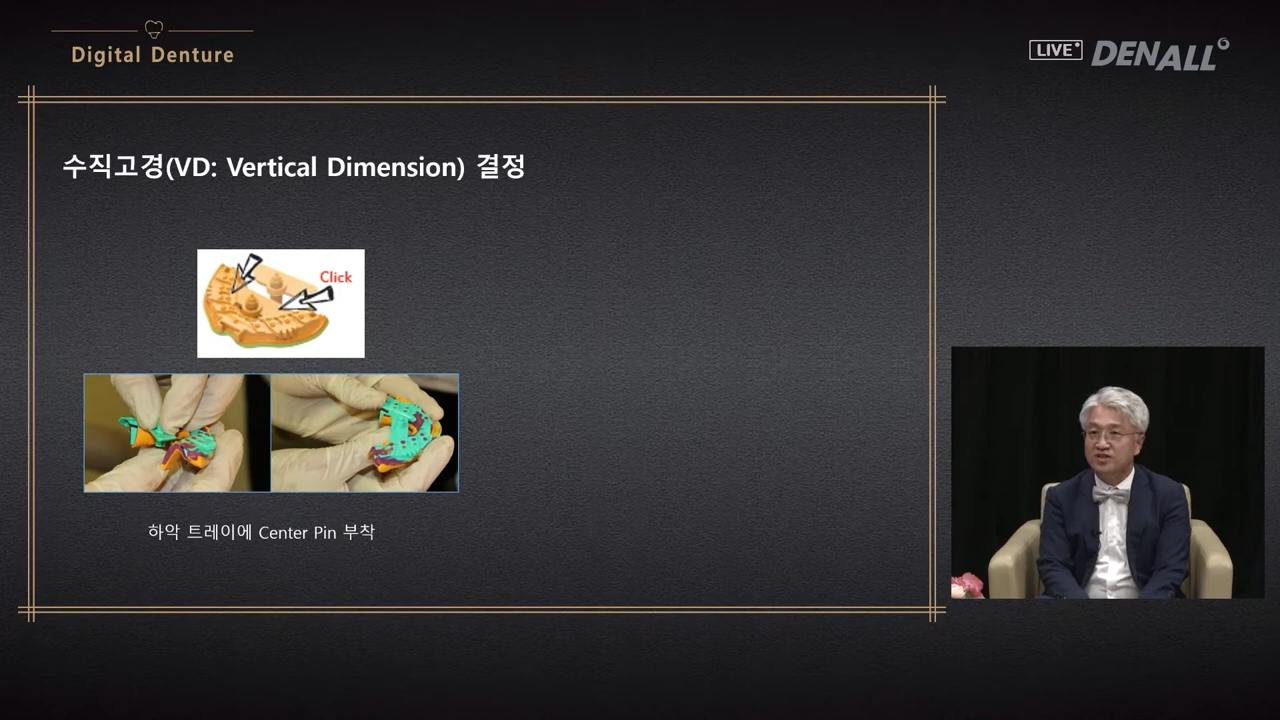 Digital Denture
LIVE
DENALL
수직고경(VD: Vertical Dimension) 결정
Click
하악 트레이에 Center Pin 부착